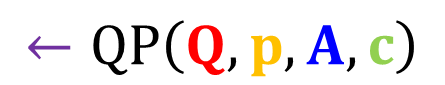 ← QP(Q, p, A, c)